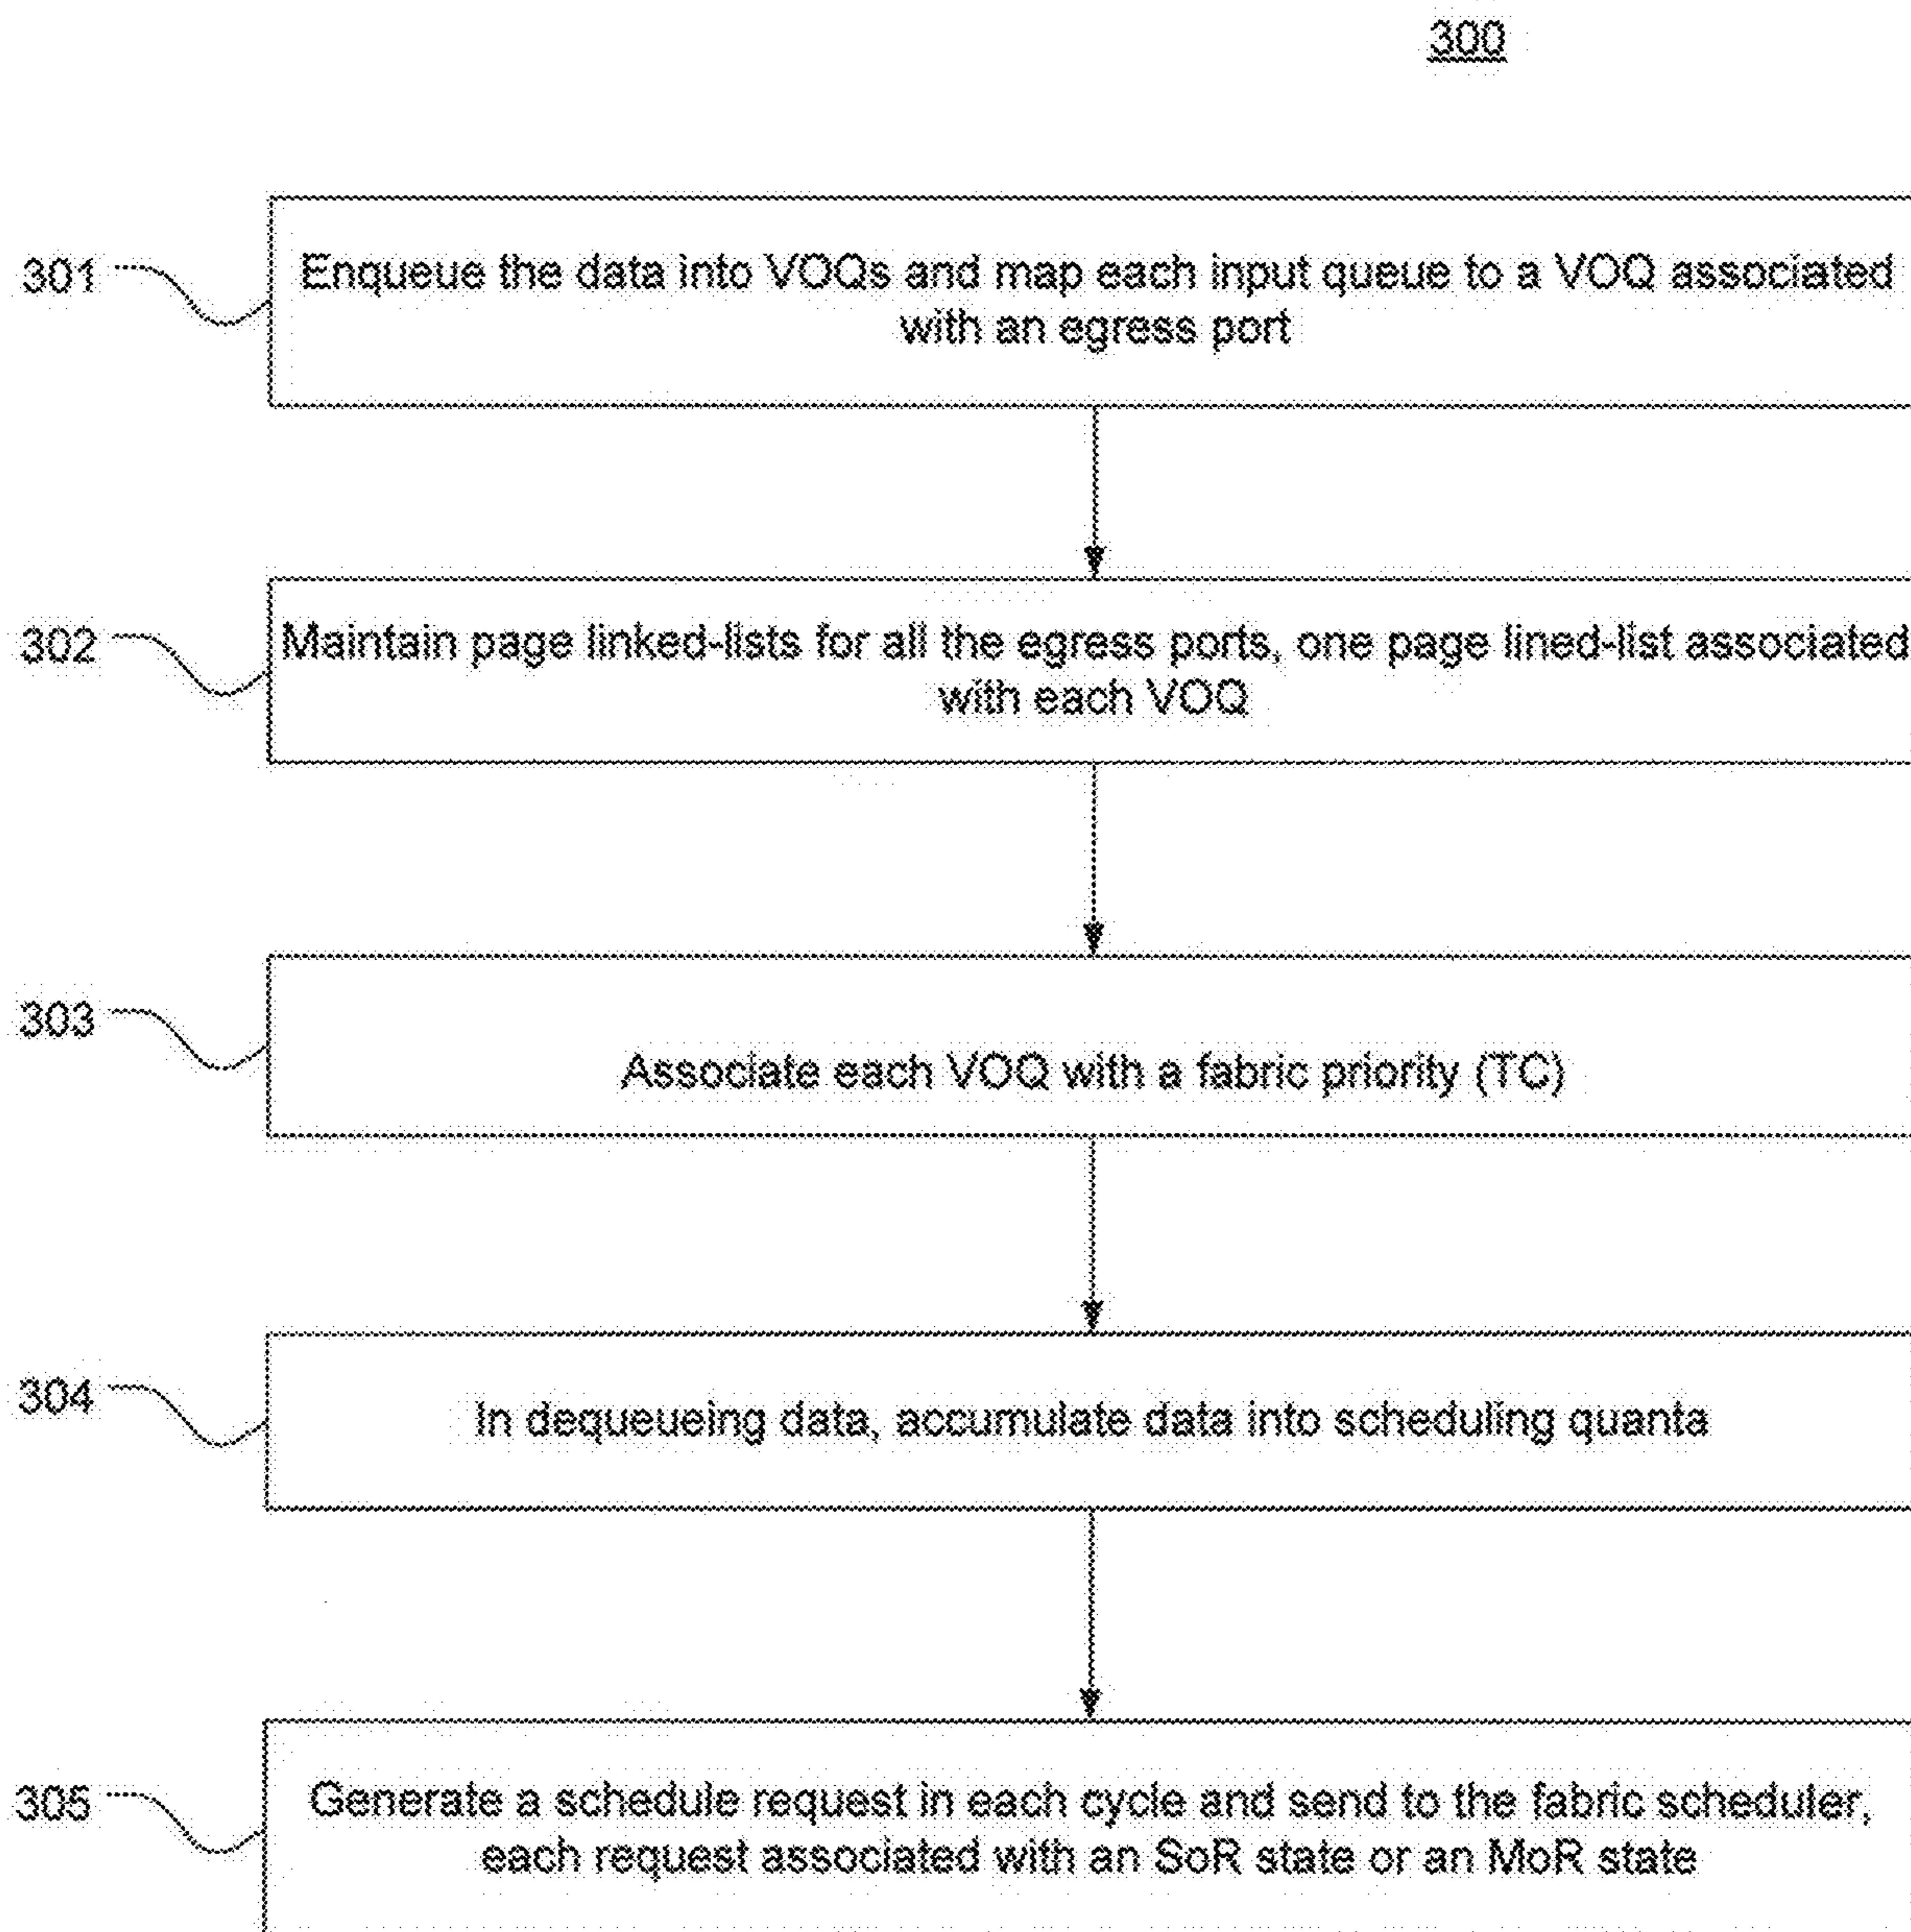 300
301
Enqueue the data into VOQs and map each input queue to a VOQ associated
with an egress port
302
Maintain page linked-lists for all the egress ports, one page lined-list associated
with each VOQ
303
Associate each VOQ with a fabric priority (TC)
304
In dequeueing data, accumulate data into scheduling quanta
305
Generate a schedule request in each cycle and send to the fabric scheduler,
each request associated with an SoR state or an MoR state